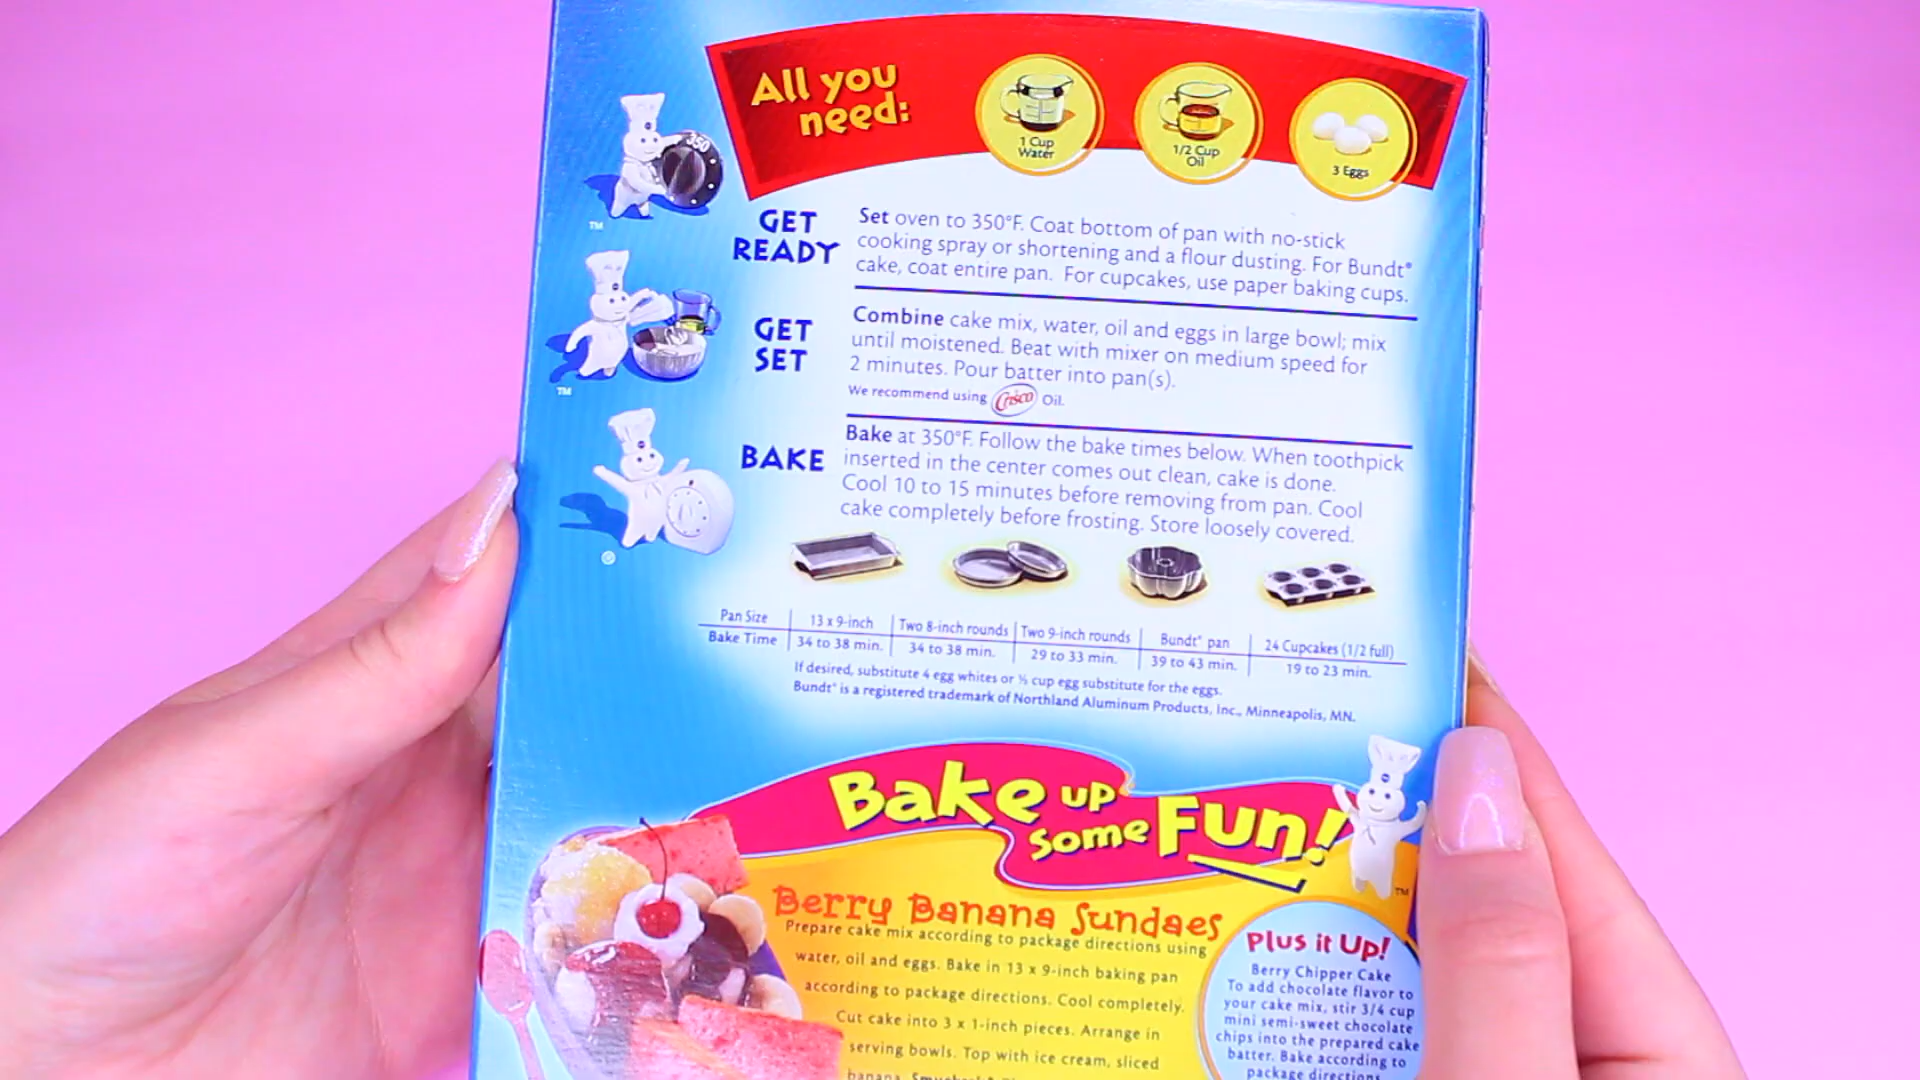 All you
need:
1 Cup
Water
1/2 Cup
Oil
3 Eggs
350
TM
GET
READY
Set oven to 350°F. Coat bottom of pan with no-stick
cooking spray or shortening and a flour dusting. For Bundt®
cake, coat entire pan. For cupcakes, use paper baking cups.
TM
GET
SET
Combine cake mix, water, oil and eggs in large bowl; mix
until moistened. Beat with mixer on medium speed for
2 minutes. Pour batter into pan(s).
We recommend using Crisco Oil.
®
BAKE
Bake at 350°F. Follow the bake times below. When toothpick
inserted in the center comes out clean, cake is done.
Cool 10 to 15 minutes before removing from pan. Cool
cake completely before frosting. Store loosely covered.
Pan Size 13 x 9-inch Two 8-inch rounds Two 9-inch rounds Bundt® pan 24 Cupcakes (1/2 full)
Bake Time 34 to 38 min. 34 to 38 min. 29 to 33 min. 39 to 43 min. 19 to 23 min.
If desired, substitute 4 egg whites or cup egg substitute for the eggs.
Bundt® is a registered trademark of Northland Aluminum Products, Inc., Minneapolis, MN.
Bake up
some Fun!
TM
Berry Banana Sundaes
Prepare cake mix according to package directions using
water, oil and eggs. Bake in 13 x 9-inch baking pan
according to package directions. Cool completely.
Cut cake into 3 x 1-inch pieces. Arrange in
serving bowls. Top with ice cream, sliced
banana,
Plus it Up!
Berry Chipper Cake
To add chocolate flavor to
your cake mix, stir 3/4 cup
mini semi-sweet chocolate
chips into the prepared cake
batter. Bake according to
package directions.